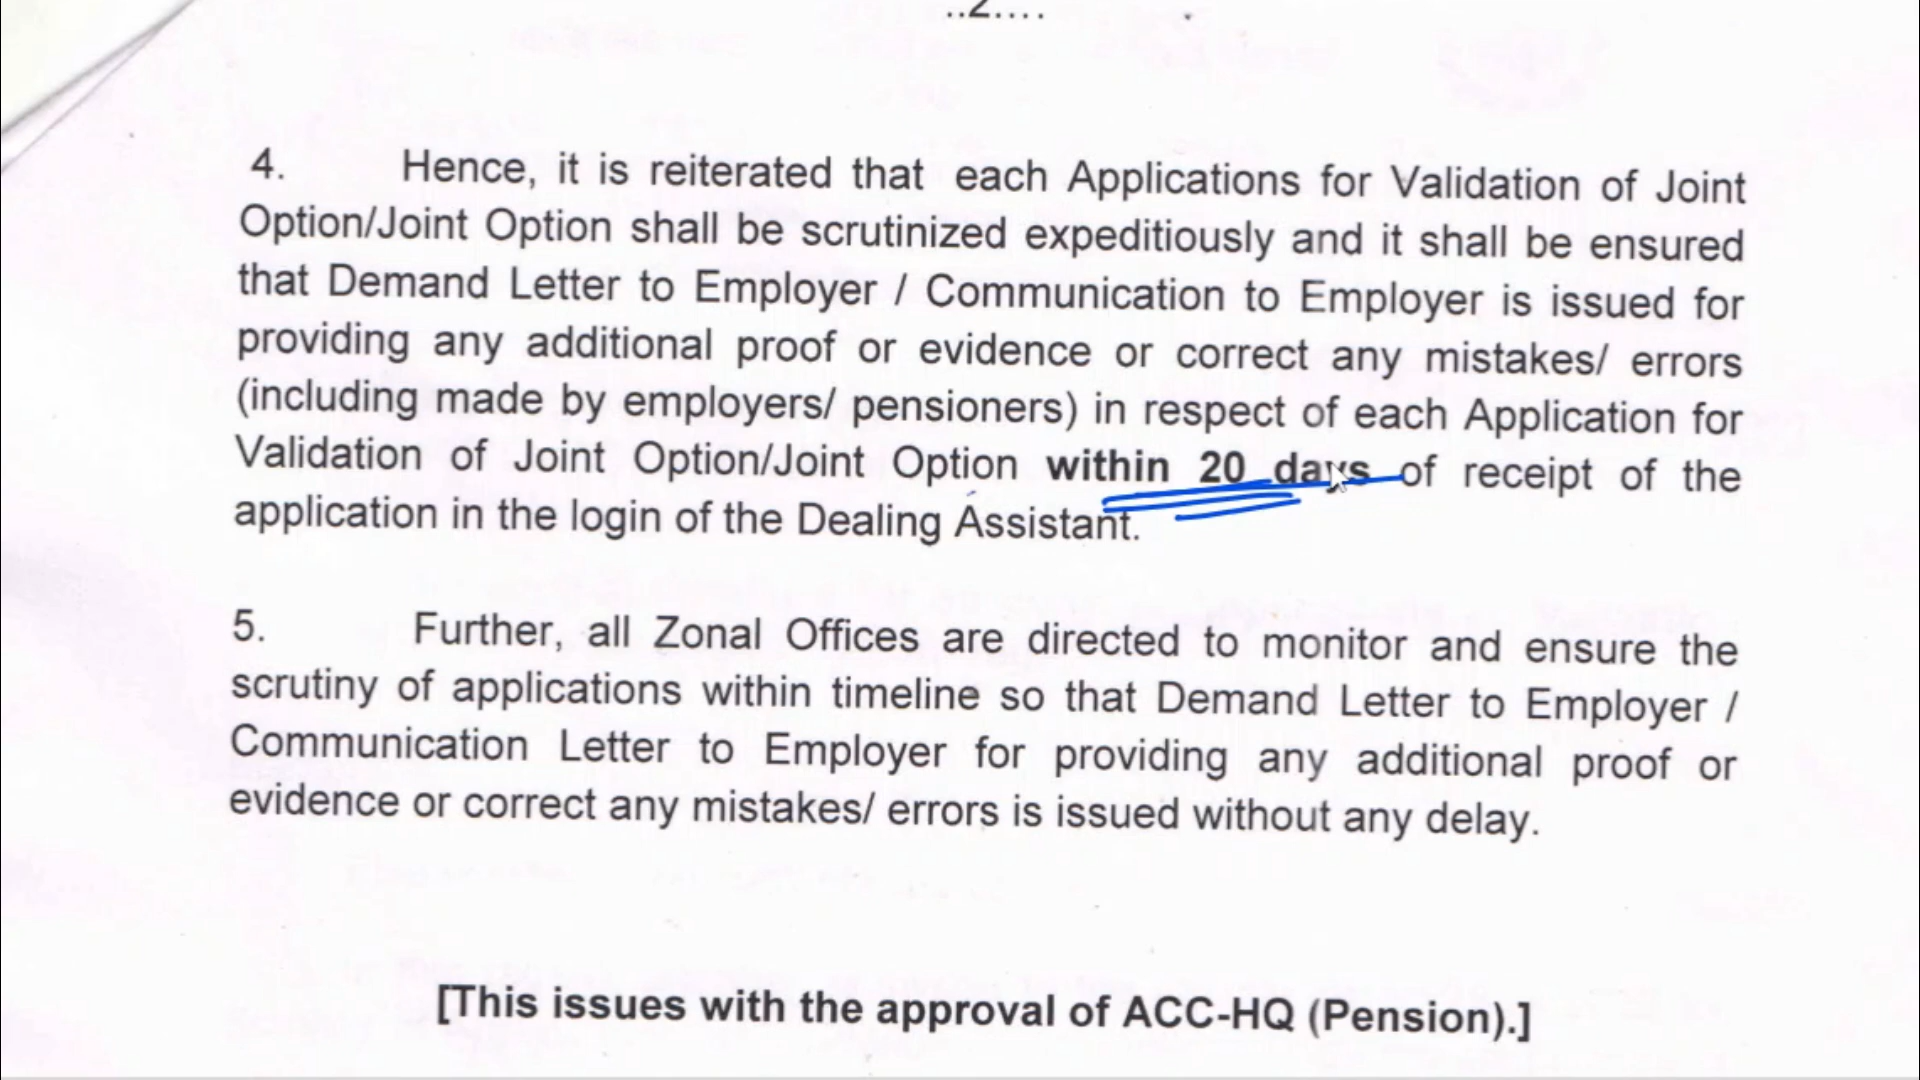 ..2....
4. Hence, it is reiterated that each Applications for Validation of Joint
Option/Joint Option shall be scrutinized expeditiously and it shall be ensured
that Demand Letter to Employer / Communication to Employer is issued for
providing any additional proof or evidence or correct any mistakes/ errors
(including made by employers/ pensioners) in respect of each Application for
Validation of Joint Option/Joint Option within 20 days of receipt of the
application in the login of the Dealing Assistant.
5. Further, all Zonal Offices are directed to monitor and ensure the
scrutiny of applications within timeline so that Demand Letter to Employer /
Communication Letter to Employer for providing any additional proof or
evidence or correct any mistakes/ errors is issued without any delay.
[This issues with the approval of ACC-HQ (Pension).]